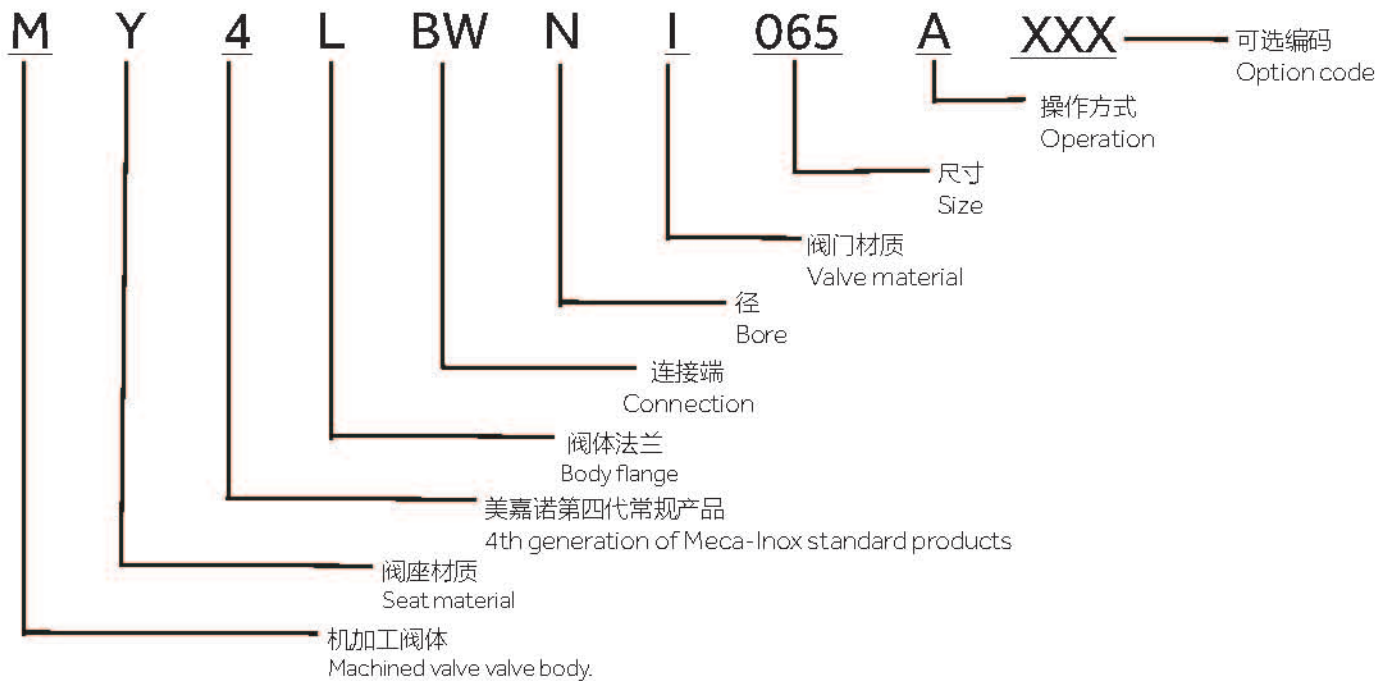 M Y 4 L BW N I 065 A XXX
可选编码
Option code
操作方式
Operation
尺寸
Size
阀门材质
Valve material
径
Bore
连接端
Connection
阀体法兰
Body flange
美嘉诺第四代常规产品
4th generation of Meca-Inox standard products
阀座材质
Seat material
机加工阀体
Machined valve valve body.